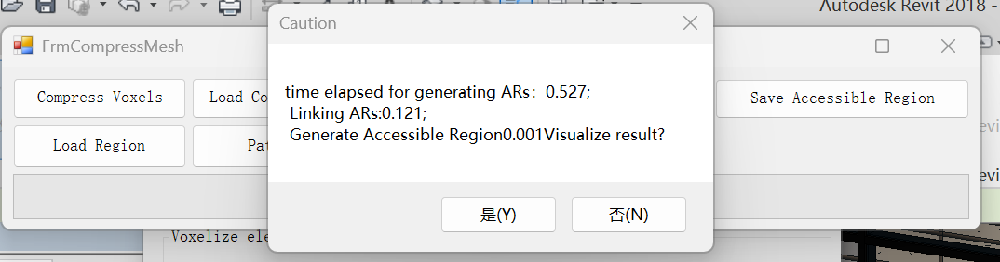 Autodesk Revit 2018 -
FrmCompressMesh
Caution
time elapsed for generating ARs： 0.527;
Linking ARs:0.121;
Generate Accessible Region0.001Visualize result?
是(Y)
否(N)
Compress Voxels
Load Co
Save Accessible Region
Load Region
Pat
Voxelize ele